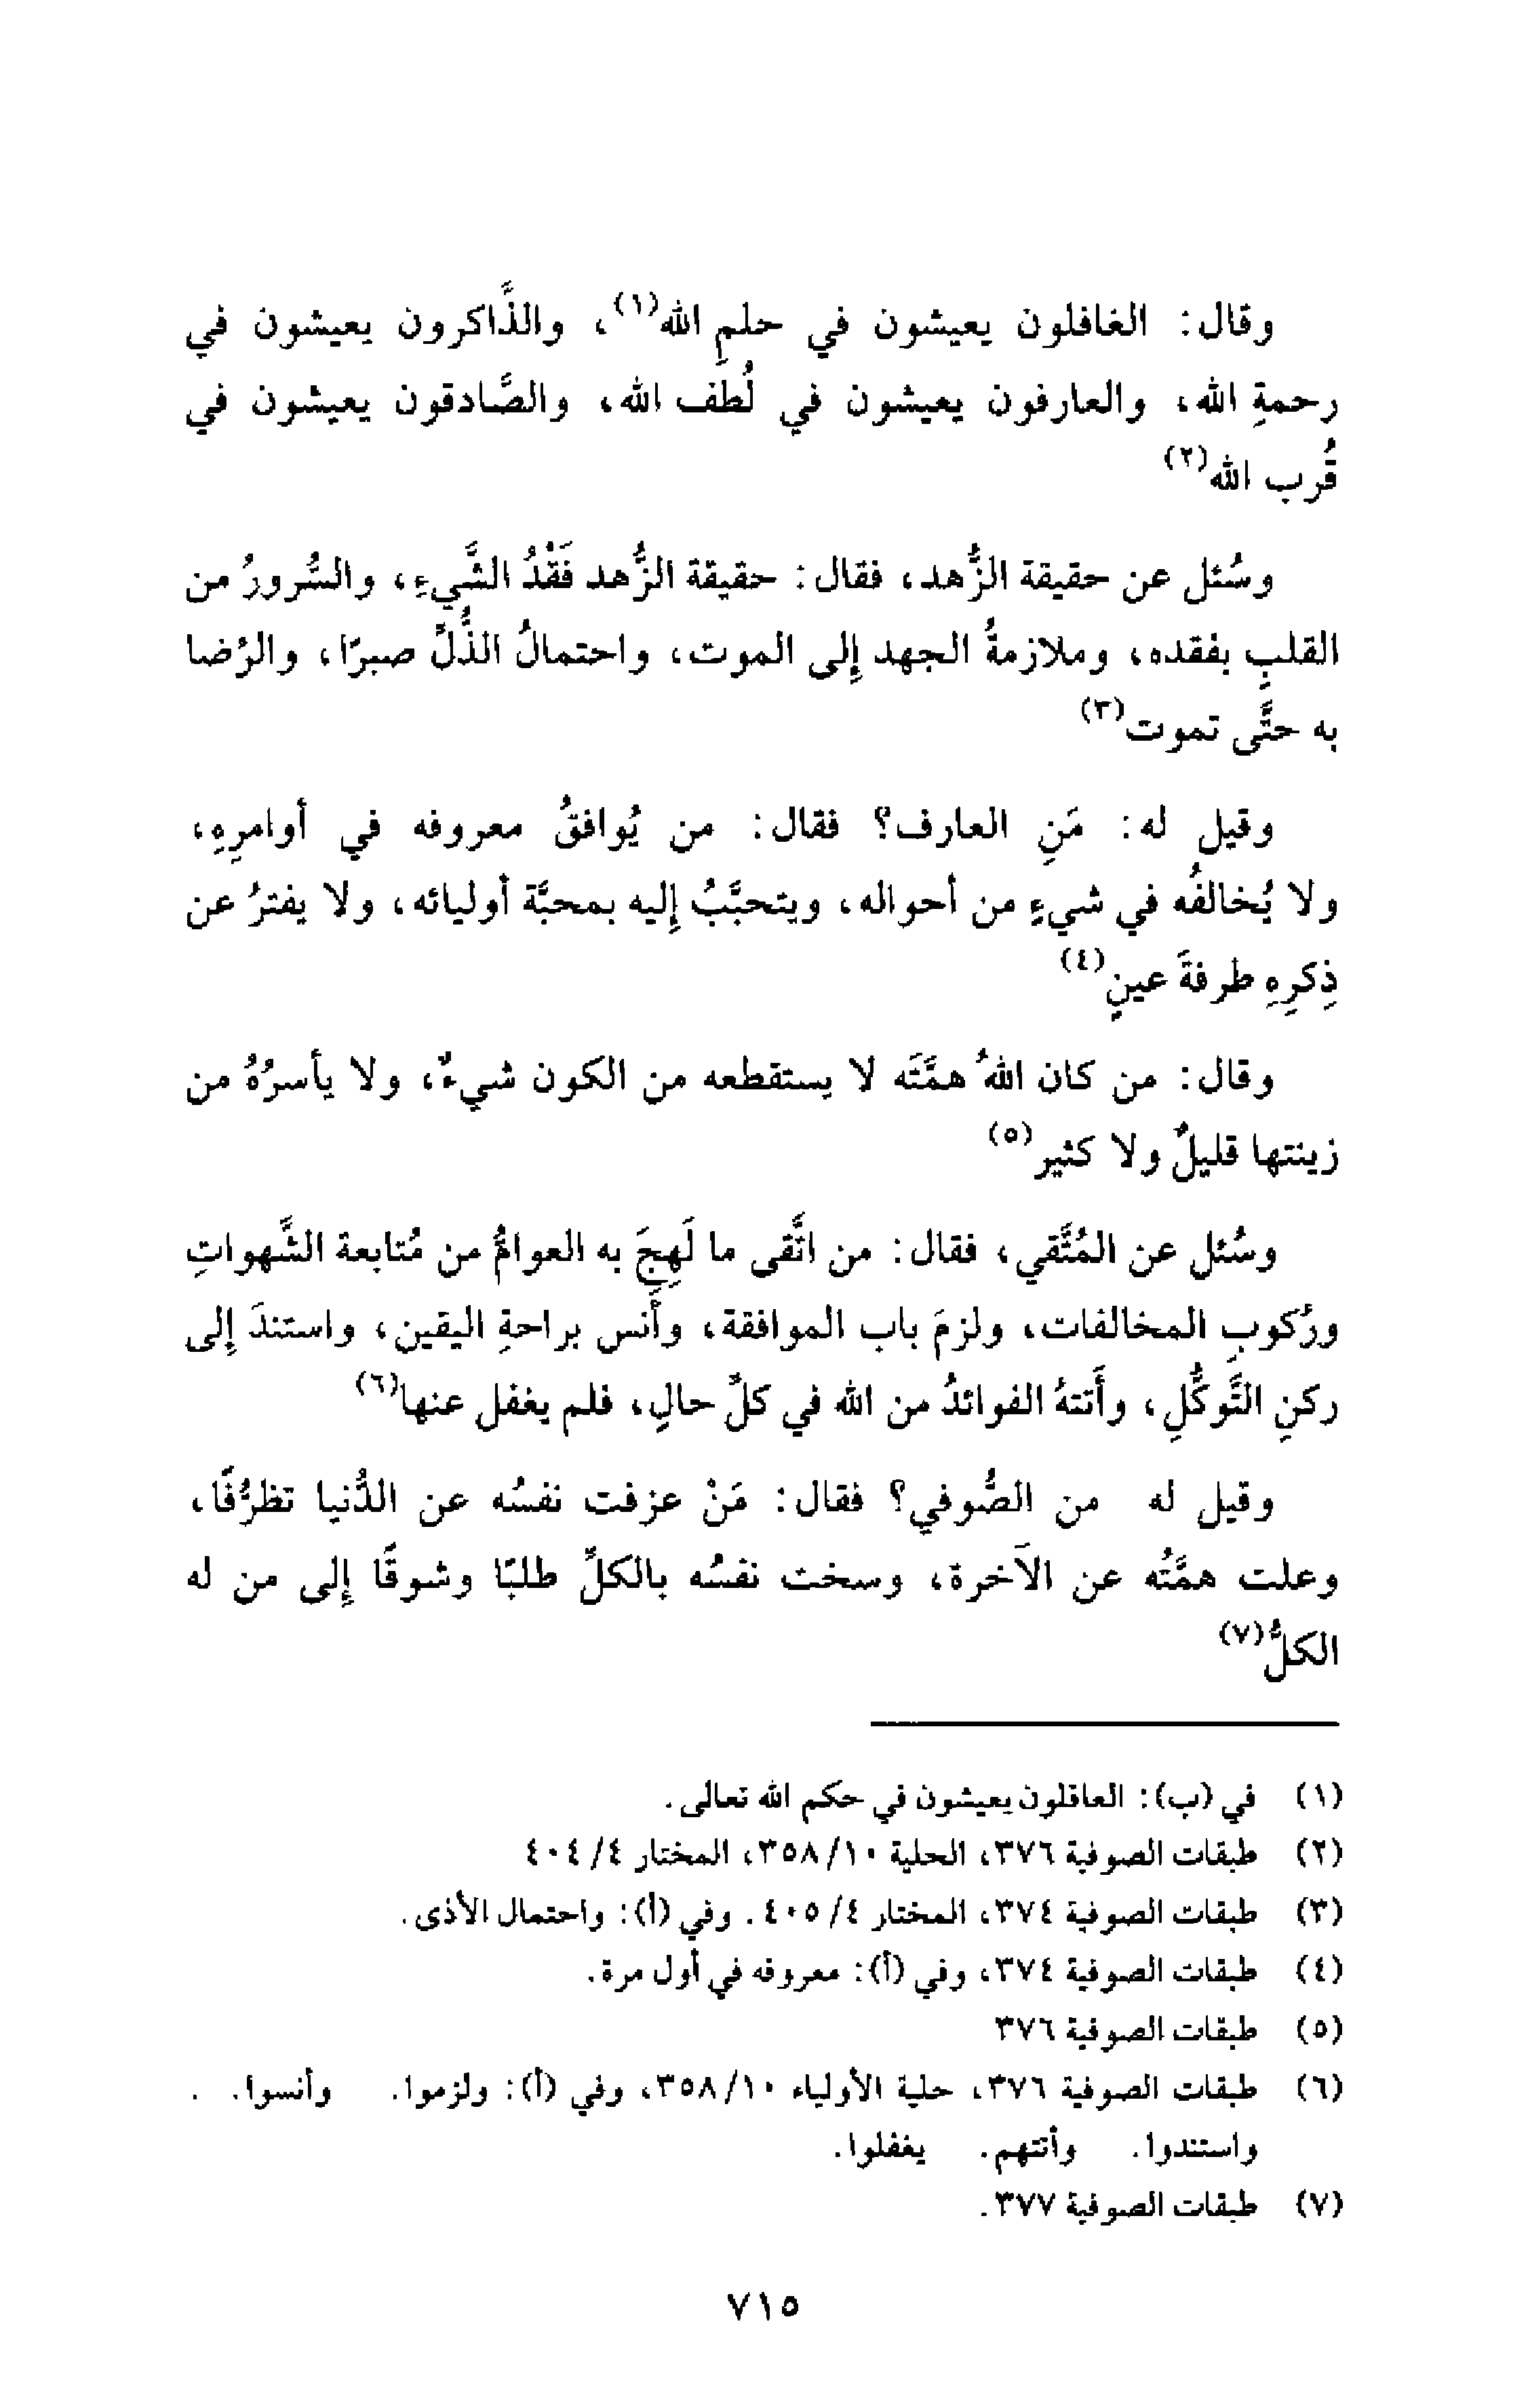 وقال: الغافلون يعيشون في حلمِ الله(١)، والذَّاكرون يعيشون في
رحمةِ الله، والعارفون يعيشون في لُطف الله، والصَّادقون يعيشون في
قُرب الله(٢)
وسُئل عن حقيقة الزُّهد، فقال: حقيقة الزُّهد فَقْدُ الشَّيءِ، والسُّرورُ من
القلبِ بفقده، وملازمةُ الجهد إلى الموت، واحتمالُ الذُّلِّ صبرًا، والرِّضا
به حتَّى تموت(٣)
وقيل له: مَنِ العارف؟ فقال: من يُوافقُ معروفه في أوامرِهِ،
ولا يُخالفُه في شيءٍ من أحواله، ويتحبَّبُ إليه بمحبَّة أوليائه، ولا يفترُ عن
ذِكرِهِ طرفةَ عينٍ(٤)
وقال: من كان اللهُ همَّتَه لا يستقطعه من الكون شيءٌ، ولا يأسرُهُ من
زينتها قليلٌ ولا كثير(٥)
وسُئل عن المُتَّقي، فقال: من اتَّقى ما لَهِجَ به العوامُّ من مُتابعة الشَّهواتِ
ورُكوبِ المخالفات، ولزمَ باب الموافقة، وأَنس براحةِ اليقين، واستندَ إلى
ركنِ التَّوكُّلِ، وأَتتهُ الفوائدُ من الله في كلِّ حالٍ، فلم يغفل عنها(٦)
وقيل له من الصُّوفي؟ فقال: مَنْ عزفت نفسُه عن الدُّنيا تظرُّفًا،
وعلت همَّتُه عن الآخرة، وسخت نفسُه بالكلِّ طلبًا وشوقًا إلى من له
الكلُّ(٧)
(١) في (ب): العاقلون يعيشون في حكم الله تعالى.
(٢) طبقات الصوفية ٣٧٦، الحلية ٣٥٨/١٠، المختار ٤٠٤/٤
(٣) طبقات الصوفية ٣٧٤، المختار ٤٠٥/٤. وفي (أ): واحتمال الأذى.
(٤) طبقات الصوفية ٣٧٤، وفي (أ): معروفه في أول مرة.
(٥) طبقات الصوفية ٣٧٦
(٦) طبقات الصوفية ٣٧٦، حلية الأولياء ٣٥٨/١٠، وفي (أ): ولزموا. وأنسوا. .
واستندوا. وأتتهم. يغفلوا.
(٧) طبقات الصوفية ٣٧٧.
٧١٥